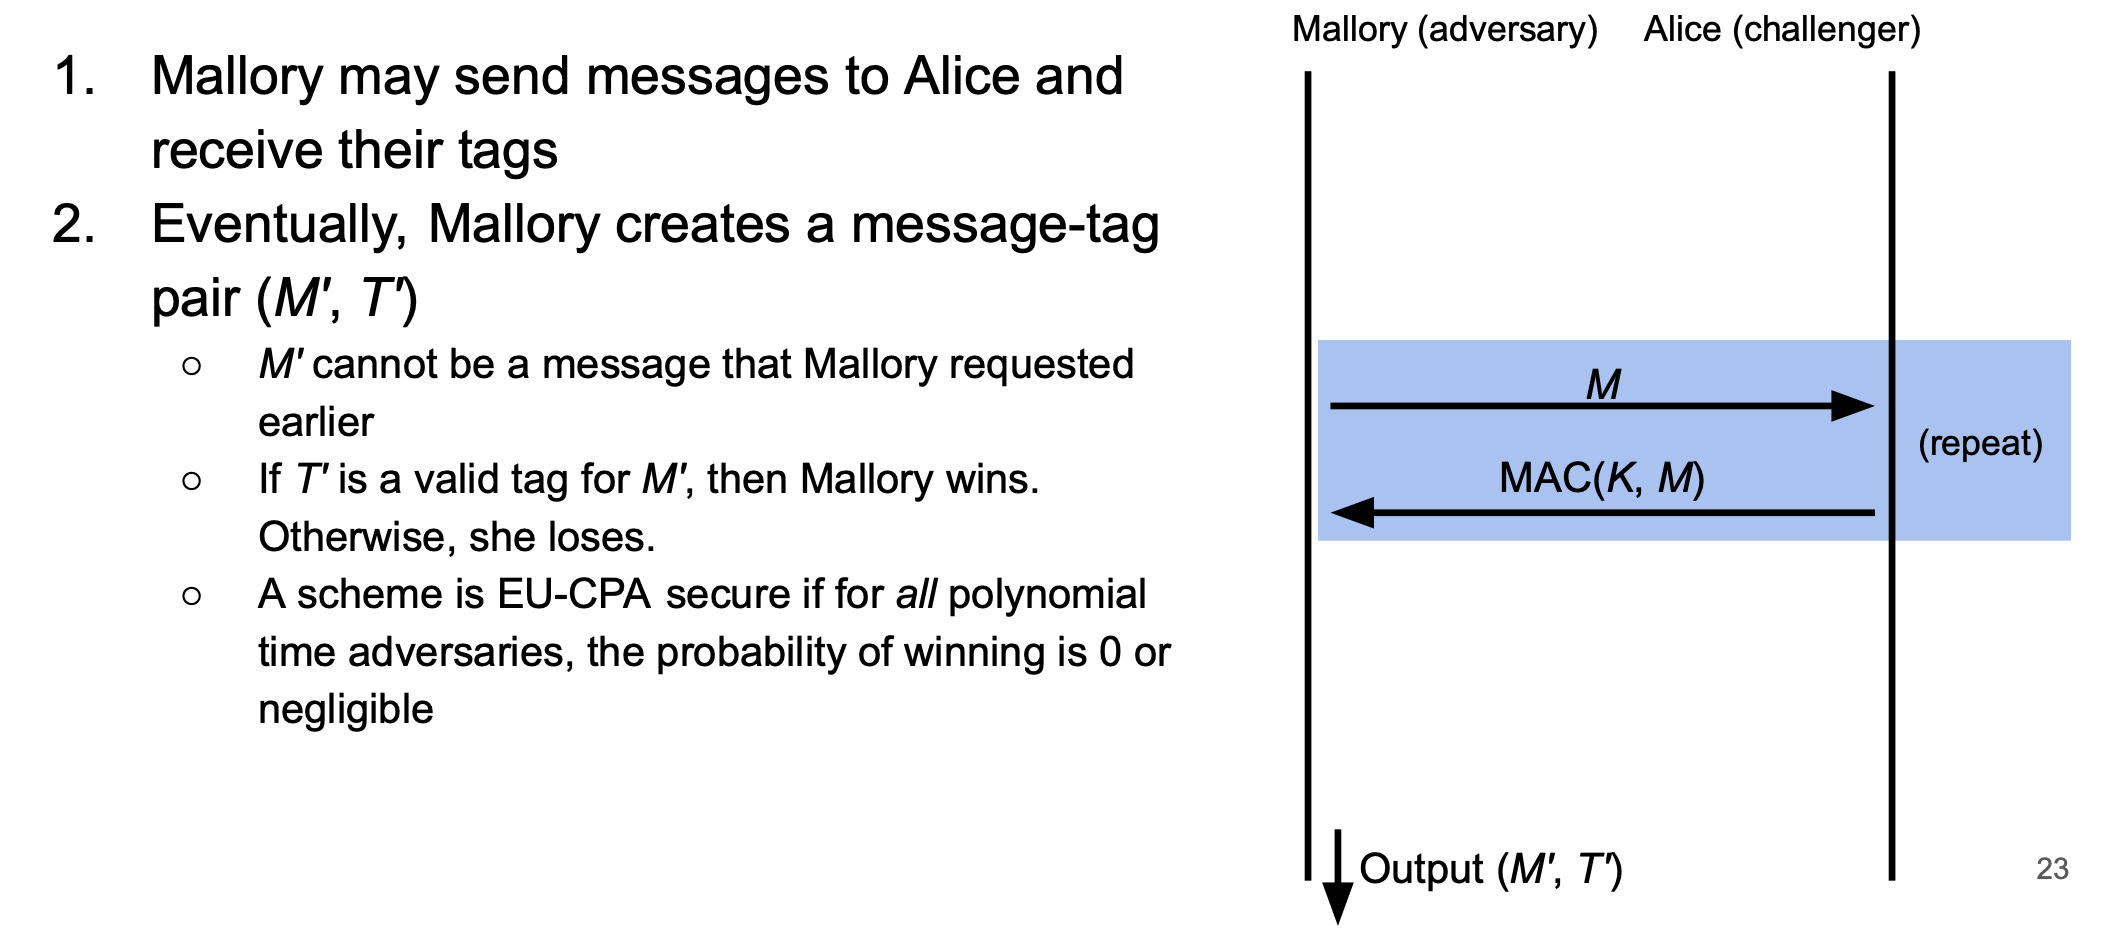 1. Mallory may send messages to Alice and
receive their tags
2. Eventually, Mallory creates a message-tag
pair (M', T')
○ M' cannot be a message that Mallory requested
earlier
○ If T' is a valid tag for M', then Mallory wins.
Otherwise, she loses.
○ A scheme is EU-CPA secure if for all polynomial
time adversaries, the probability of winning is 0 or
negligible
Mallory (adversary) Alice (challenger)
M
(repeat)
MAC(K, M)
Output (M', T')
23